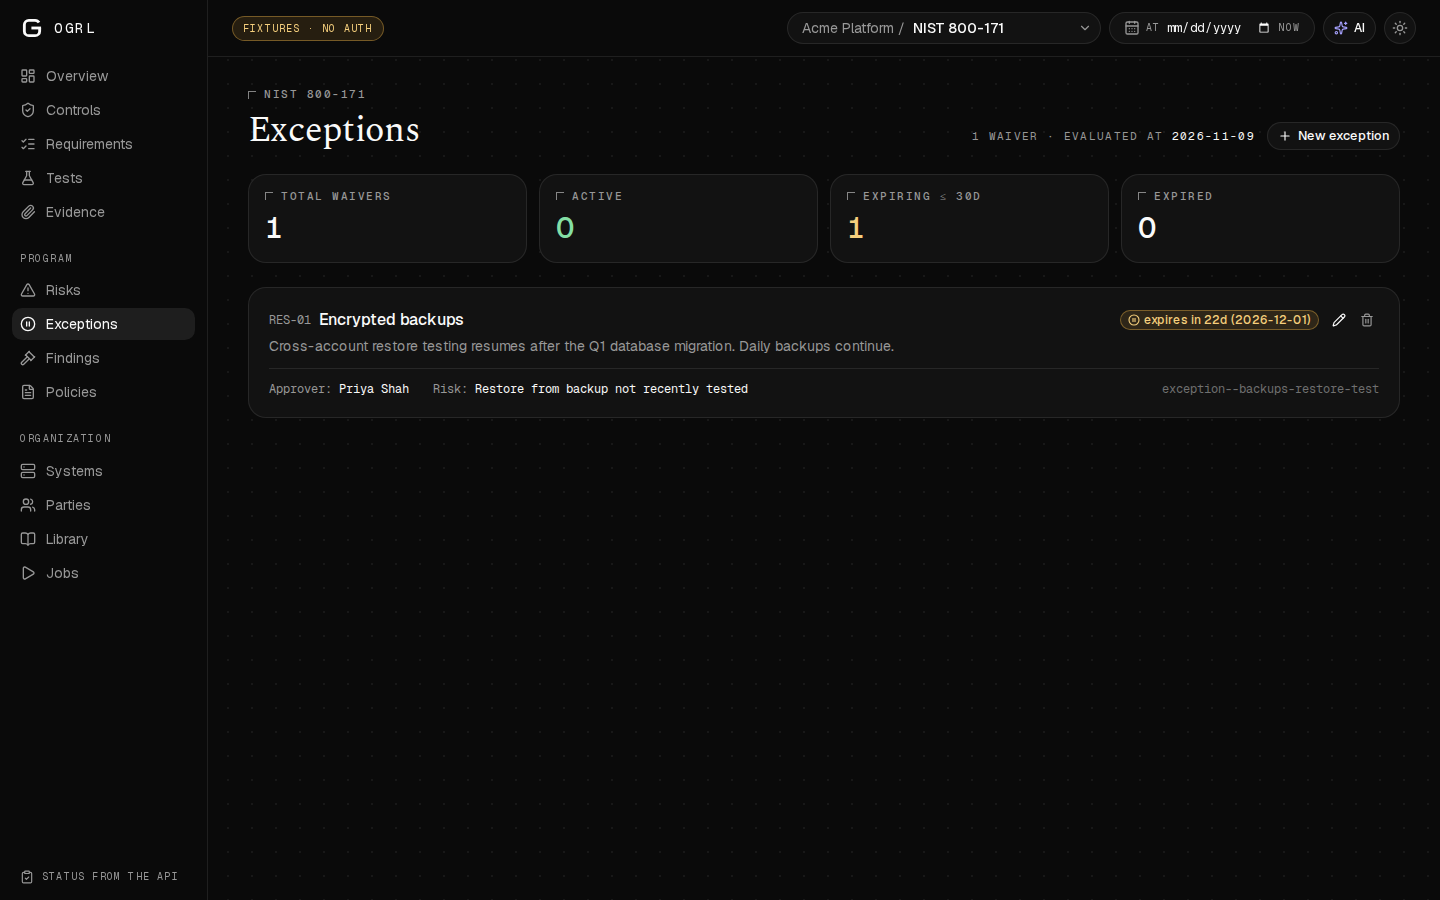 OGRL
FIXTURES · NO AUTH
Acme Platform / NIST 800-171
AT mm/dd/yyyy NOW
AI
Overview
Controls
Requirements
Tests
Evidence
PROGRAM
Risks
Exceptions
Findings
Policies
ORGANIZATION
Systems
Parties
Library
Jobs
STATUS FROM THE API
NIST 800-171
Exceptions
1 WAIVER · EVALUATED AT 2026-11-09
New exception
TOTAL WAIVERS
1
ACTIVE
0
EXPIRING ≤ 30D
1
EXPIRED
0
RES-01 Encrypted backups
expires in 22d (2026-12-01)
Cross-account restore testing resumes after the Q1 database migration. Daily backups continue.
Approver: Priya Shah Risk: Restore from backup not recently tested
exception--backups-restore-test